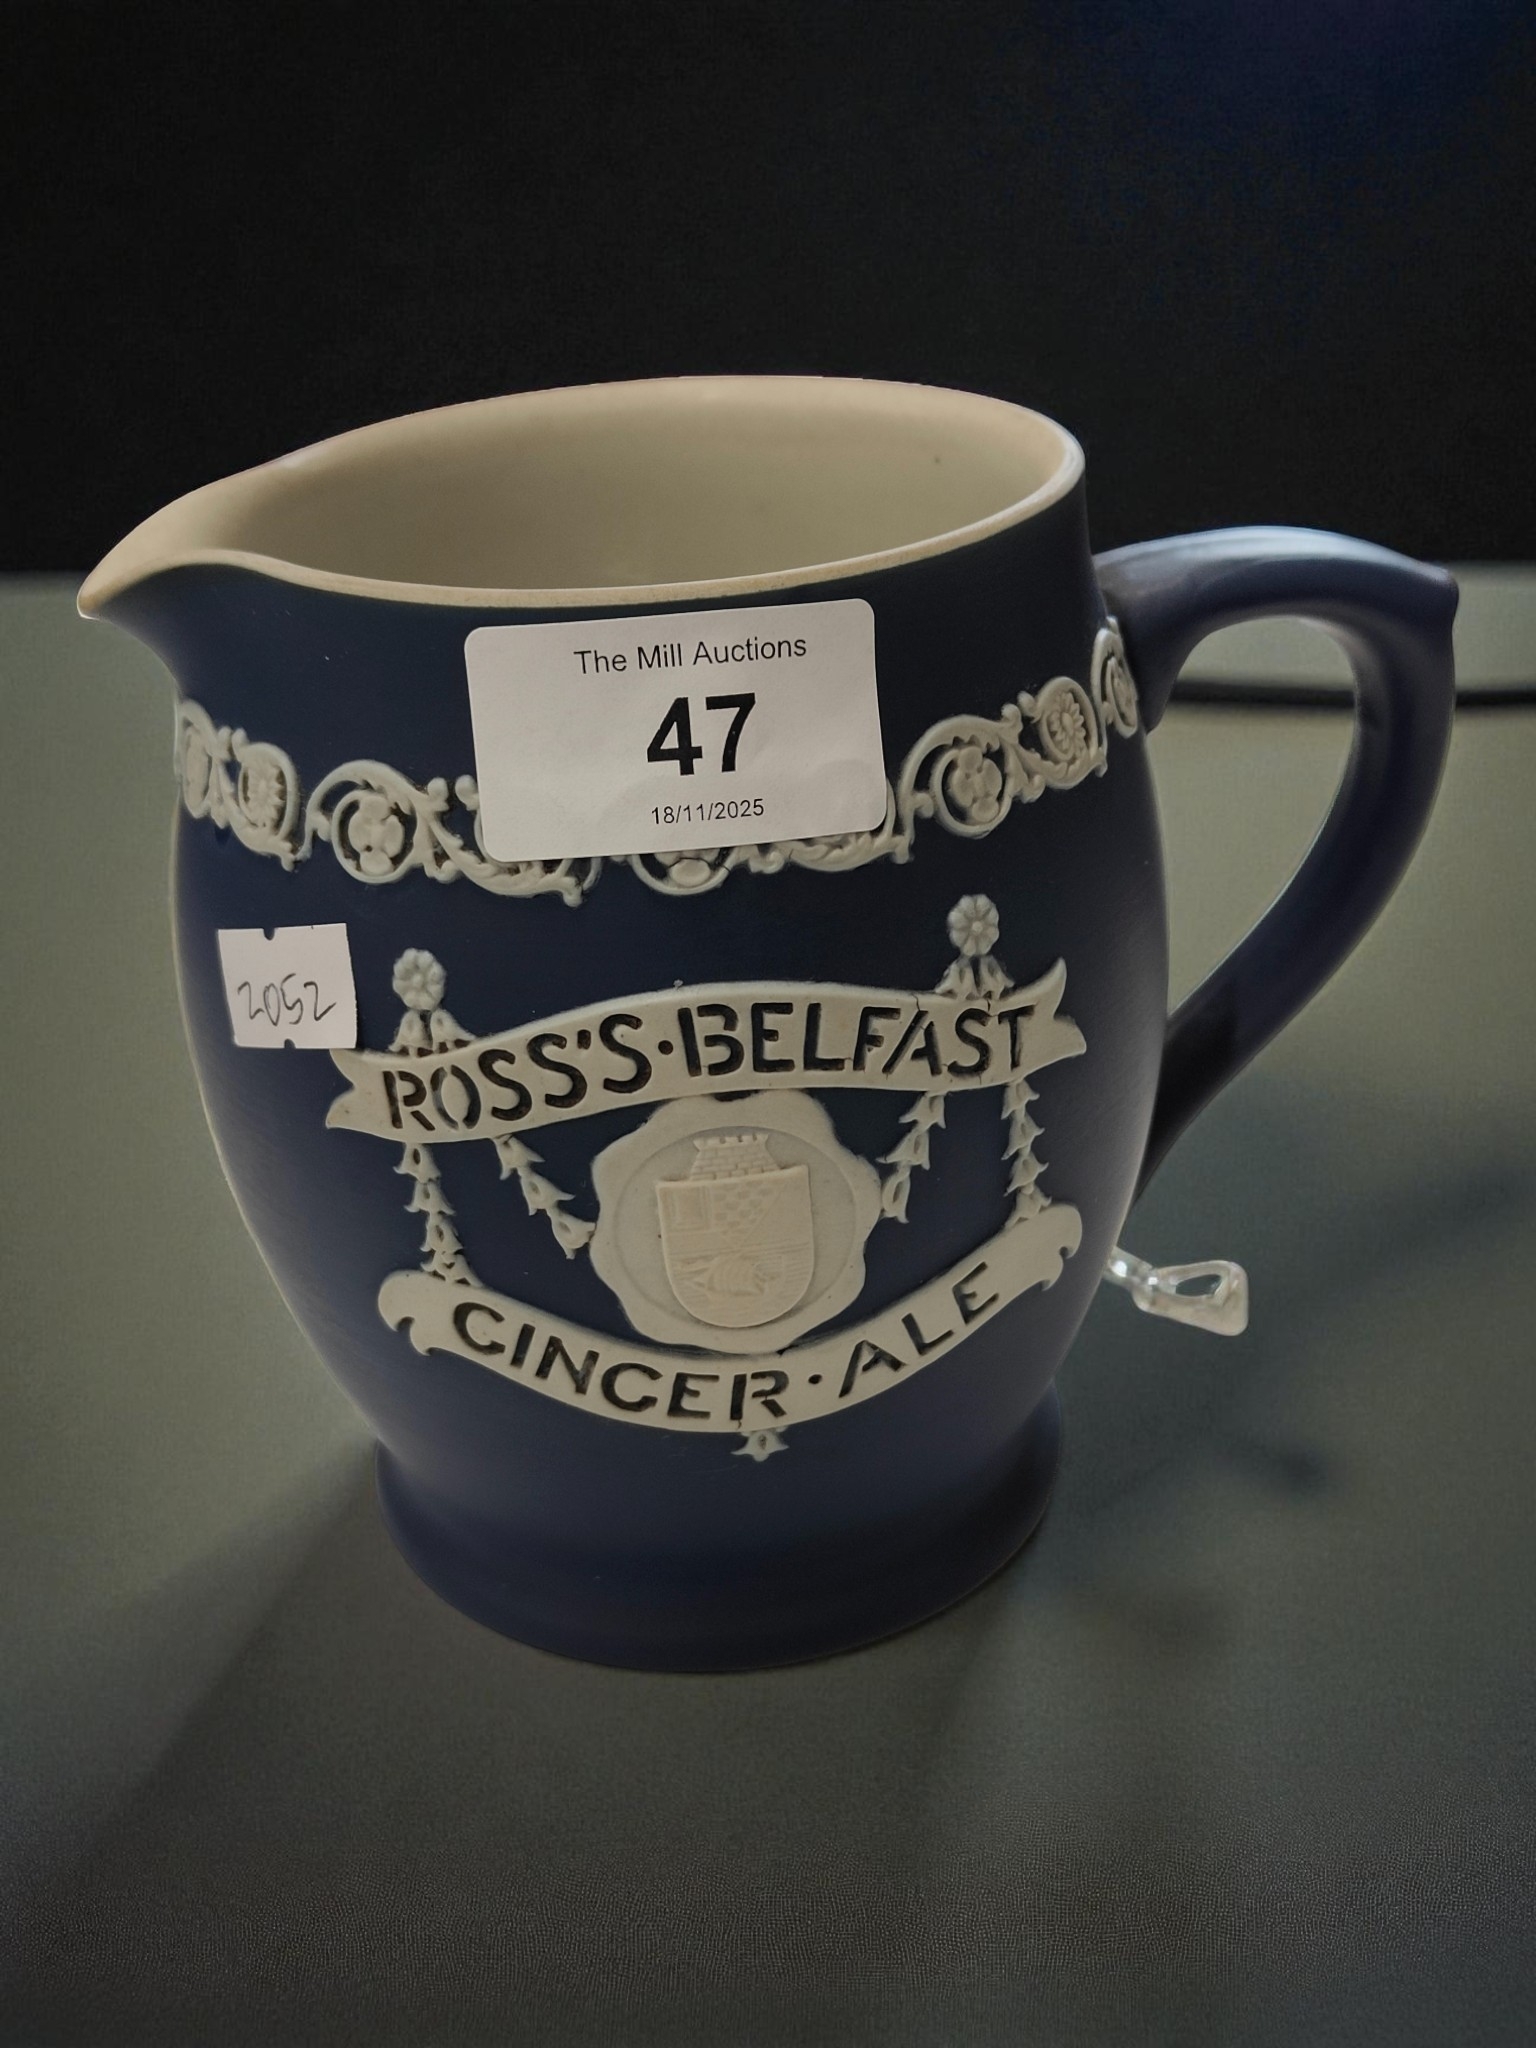 The Mill Auctions
47
18/11/2025
2052
ROSS'S·BELFAST
GINGER·ALE